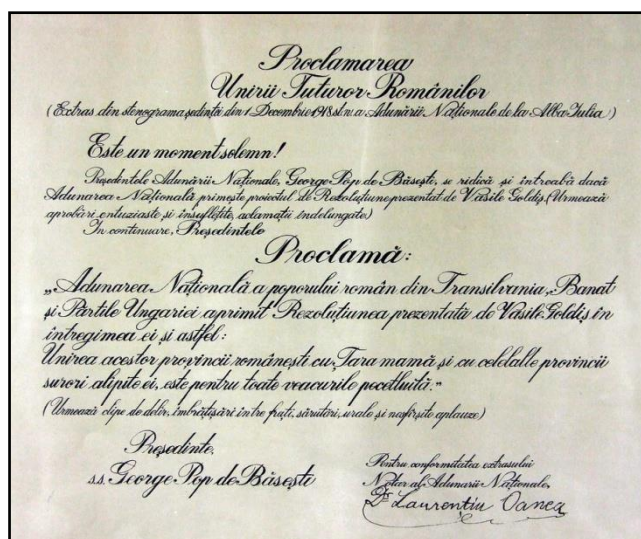 Proclamarea
Unirii Tuturor Românilor
(Extras din stenograma ședinții din 1 Decembrie 1918 st.n. a Adunării Naționale de la Alba Iulia)
Este un moment solemn!
Președintele Adunării Naționale, George Pop de Băsești, se ridică și întreabă dacă
Adunarea Națională primește proiectul de Rezoluțiune prezentat de Vasile Goldiș. (Urmează
aprobări entuziaste și însuflețite, aclamații îndelungate)
In continuare, Președintele
Proclamă:
„Adunarea Națională a poporului român din Transilvania, Banat
și Părțile Ungariei a primit Rezoluțiunea prezentată de Vasile Goldiș în
întregimea ei și astfel:
Unirea acestor provincii românești cu Țara mamă și cu celelalte provincii
surori alipite ei, este pentru toate veacurile pecetluită.”
(Urmează clipe de delir, îmbrățișări între frați, sărutări, urale și nesfîrșite aplauze)
Președinte,
ss. George Pop de Băsești
Pentru conformitatea extrasului
Notar al Adunării Naționale,
Dr Laurențiu Oanea